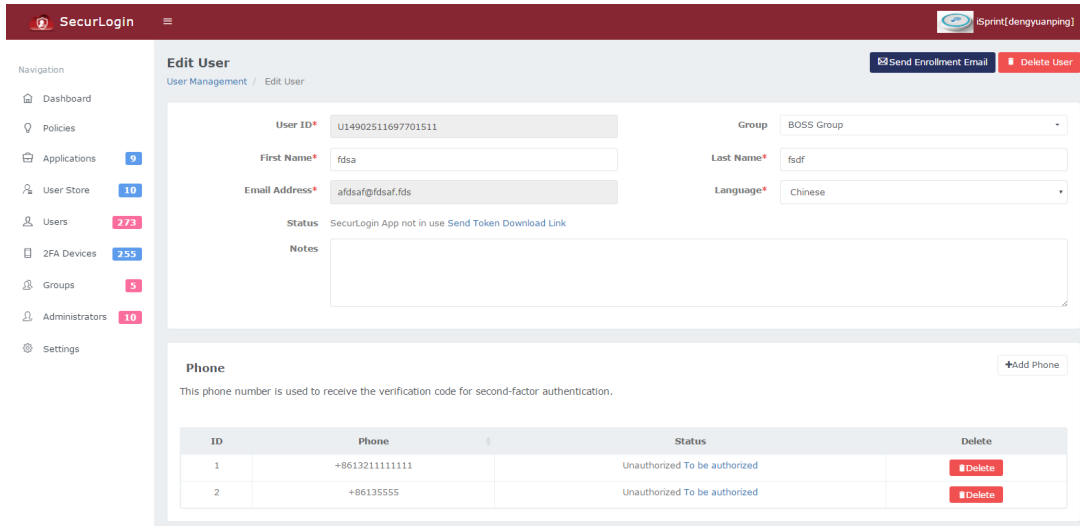 SecurLogin
iSprint[dengyuanping]
Navigation
Dashboard
Policies
Applications 9
User Store 10
Users 273
2FA Devices 255
Groups 5
Administrators 10
Settings
Edit User
User Management / Edit User
Send Enrollment Email Delete User
User ID* U14902511697701511 Group BOSS Group
First Name* fdsa Last Name* fsdf
Email Address* afdsaf@fdsaf.fds Language* Chinese
Status SecurLogin App not in use Send Token Download Link
Notes
Phone
+Add Phone
This phone number is used to receive the verification code for second-factor authentication.
ID Phone Status Delete
1 +8613211111111 Unauthorized To be authorized Delete
2 +86135555 Unauthorized To be authorized Delete